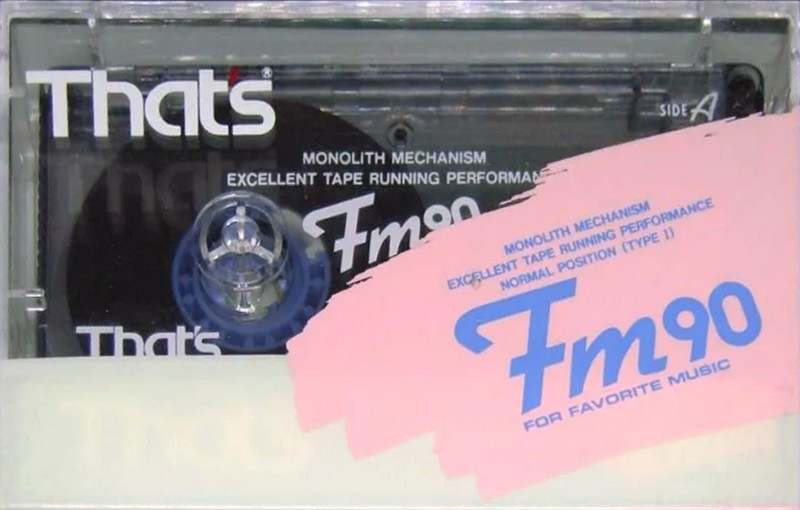 That's®
SIDE A
MONOLITH MECHANISM
EXCELLENT TAPE RUNNING PERFORMAN
Fm90
MONOLITH MECHANISM
EXCELLENT TAPE RUNNING PERFORMANCE
NORMAL POSITION (TYPE I)
Fm90
FOR FAVORITE MUSIC
That's